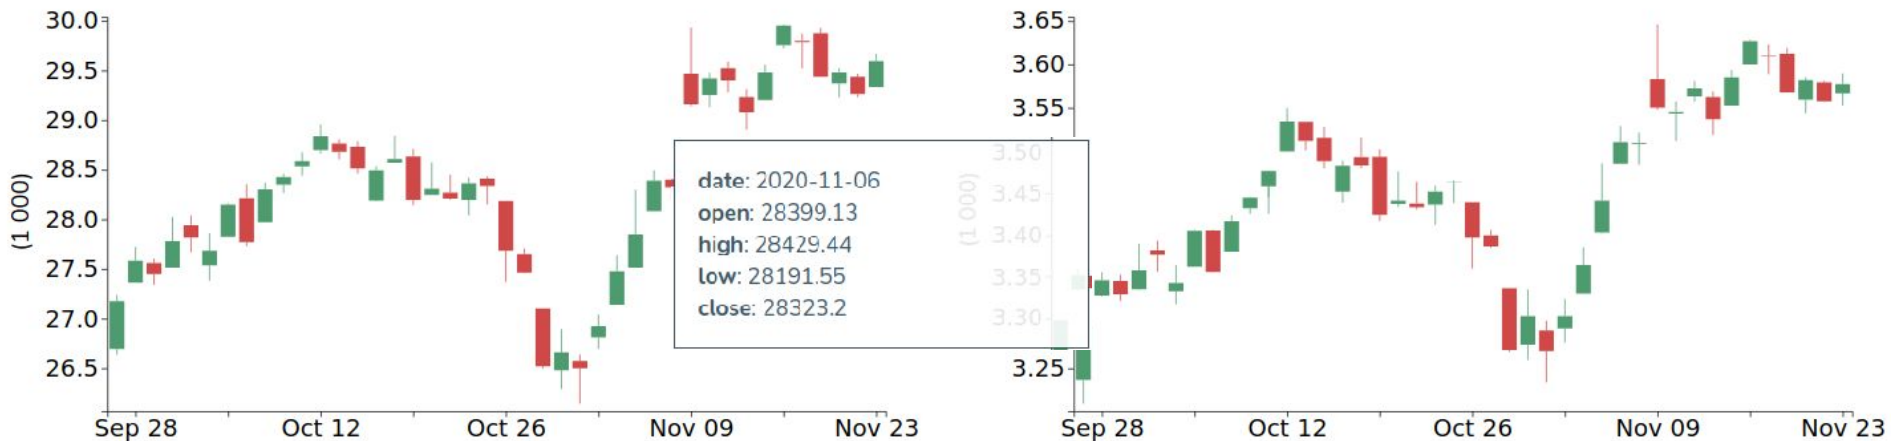 30.0
29.5
29.0
28.5
28.0
27.5
27.0
26.5
(1 000)
Sep 28 Oct 12 Oct 26 Nov 09 Nov 23
date: 2020-11-06
open: 28399.13
high: 28429.44
low: 28191.55
close: 28323.2
3.65
3.60
3.55
3.50
3.45
3.40
3.35
3.30
3.25
(1 000)
Sep 28 Oct 12 Oct 26 Nov 09 Nov 23